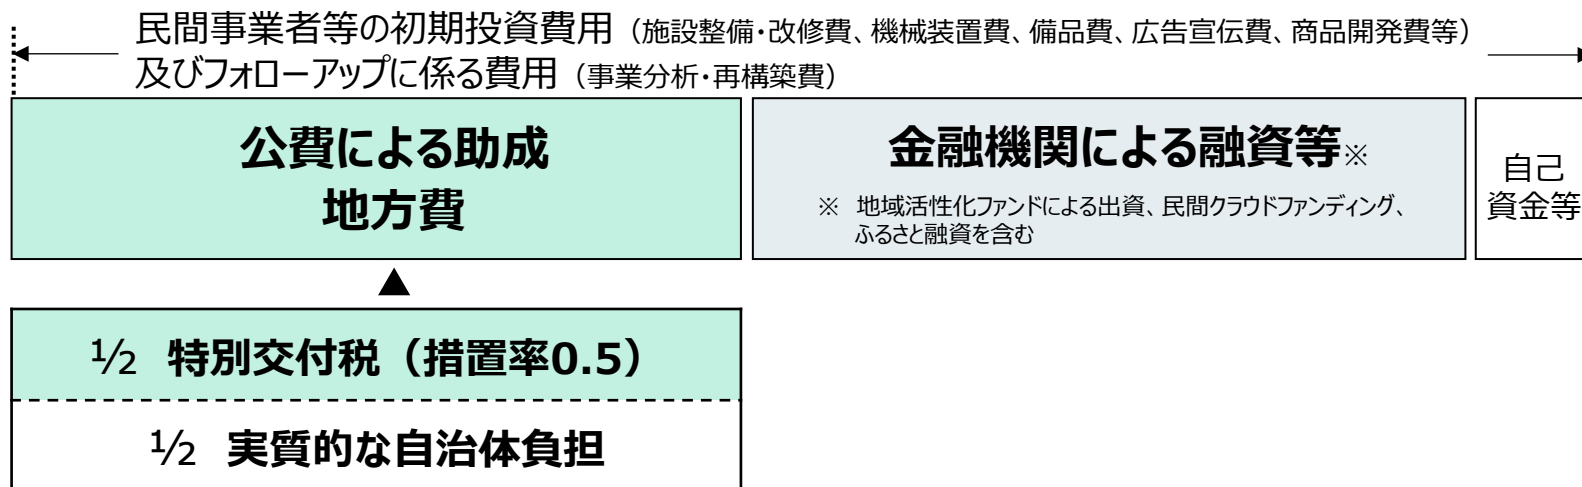 民間事業者等の初期投資費用（施設整備・改修費、機械装置費、備品費、広告宣伝費、商品開発費等）
及びフォローアップに係る費用（事業分析・再構築費）
公費による助成
地方費
金融機関による融資等※
※ 地域活性化ファンドによる出資、民間クラウドファンディング、
ふるさと融資を含む
自己
資金等
▲
½ 特別交付税（措置率0.5）
½ 実質的な自治体負担